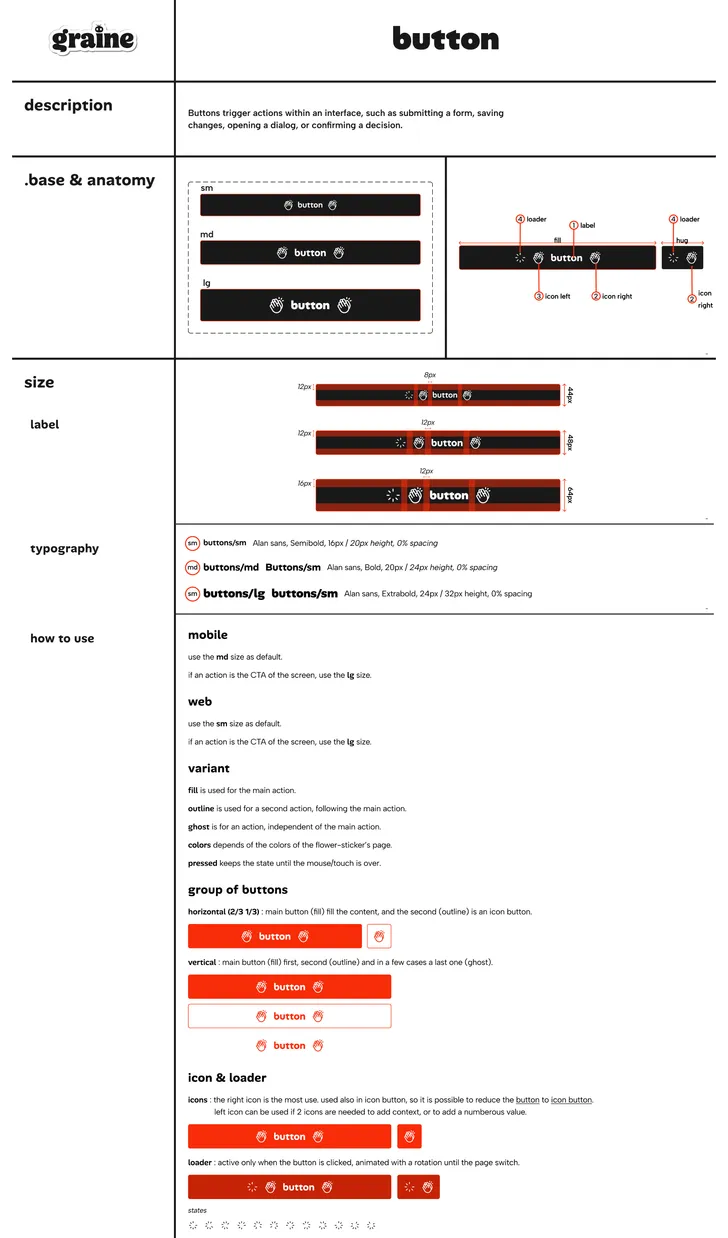 graine
button
description
Buttons trigger actions within an interface, such as submitting a form, saving
changes, opening a dialog, or confirming a decision.
.base & anatomy
sm
button
md
button
lg
button
4 loader
1 label
4 loader
fill
hug
button
3 icon left
2 icon right
2 icon
right
size
label
8px
12px
button
44px
12px
12px
button
48px
12px
16px
button
64px
typography
sm buttons/sm Alan sans, Semibold, 16px / 20px height, 0% spacing
md buttons/md Buttons/sm Alan sans, Bold, 20px / 24px height, 0% spacing
sm buttons/lg buttons/sm Alan sans, Extrabold, 24px / 32px height, 0% spacing
how to use
mobile
use the md size as default.
if an action is the CTA of the screen, use the lg size.
web
use the sm size as default.
if an action is the CTA of the screen, use the lg size.
variant
fill is used for the main action.
outline is used for a second action, following the main action.
ghost is for an action, independent of the main action.
colors depends of the colors of the flower-sticker's page.
pressed keeps the state until the mouse/touch is over.
group of buttons
horizontal (2/3 1/3) : main button (fill) fill the content, and the second (outline) is an icon button.
button
vertical : main button (fill) first, second (outline) and in a few cases a last one (ghost).
button
button
button
icon & loader
icons : the right icon is the most use. used also in icon button, so it is possible to reduce the button to icon button.
left icon can be used if 2 icons are needed to add context, or to add a numberous value.
button
loader : active only when the button is clicked, animated with a rotation until the page switch.
button
states